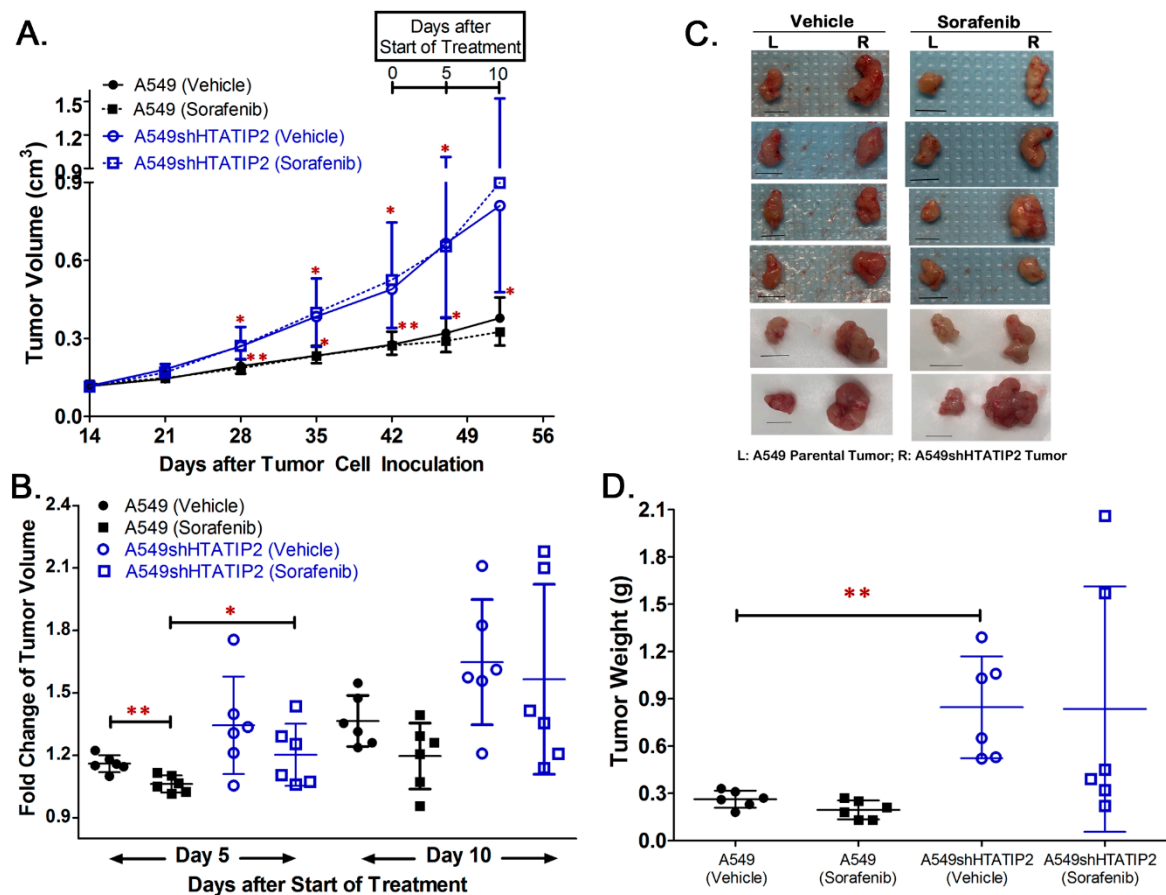 A.
Days after
Start of Treatment
0 5 10
A549 (Vehicle)
A549 (Sorafenib)
A549shHTATIP2 (Vehicle)
A549shHTATIP2 (Sorafenib)
Tumor Volume (cm³)
1.5
1.2
0.9
0.9
0.6
0.3
0.0
*
*
*
*
**
*
**
*
*
14 21 28 35 42 49 56
Days after Tumor Cell Inoculation
B.
A549 (Vehicle)
A549 (Sorafenib)
A549shHTATIP2 (Vehicle)
A549shHTATIP2 (Sorafenib)
Fold Change of Tumor Volume
2.4
2.1
1.8
1.5
1.2
0.9
**
*
Day 5 Day 10
Days after Start of Treatment
C.
Vehicle Sorafenib
L R L R
L: A549 Parental Tumor; R: A549shHTATIP2 Tumor
D.
Tumor Weight (g)
2.1
1.8
1.5
1.2
0.9
0.6
0.3
0.0
**
A549 A549 A549shHTATIP2 A549shHTATIP2
(Vehicle) (Sorafenib) (Vehicle) (Sorafenib)